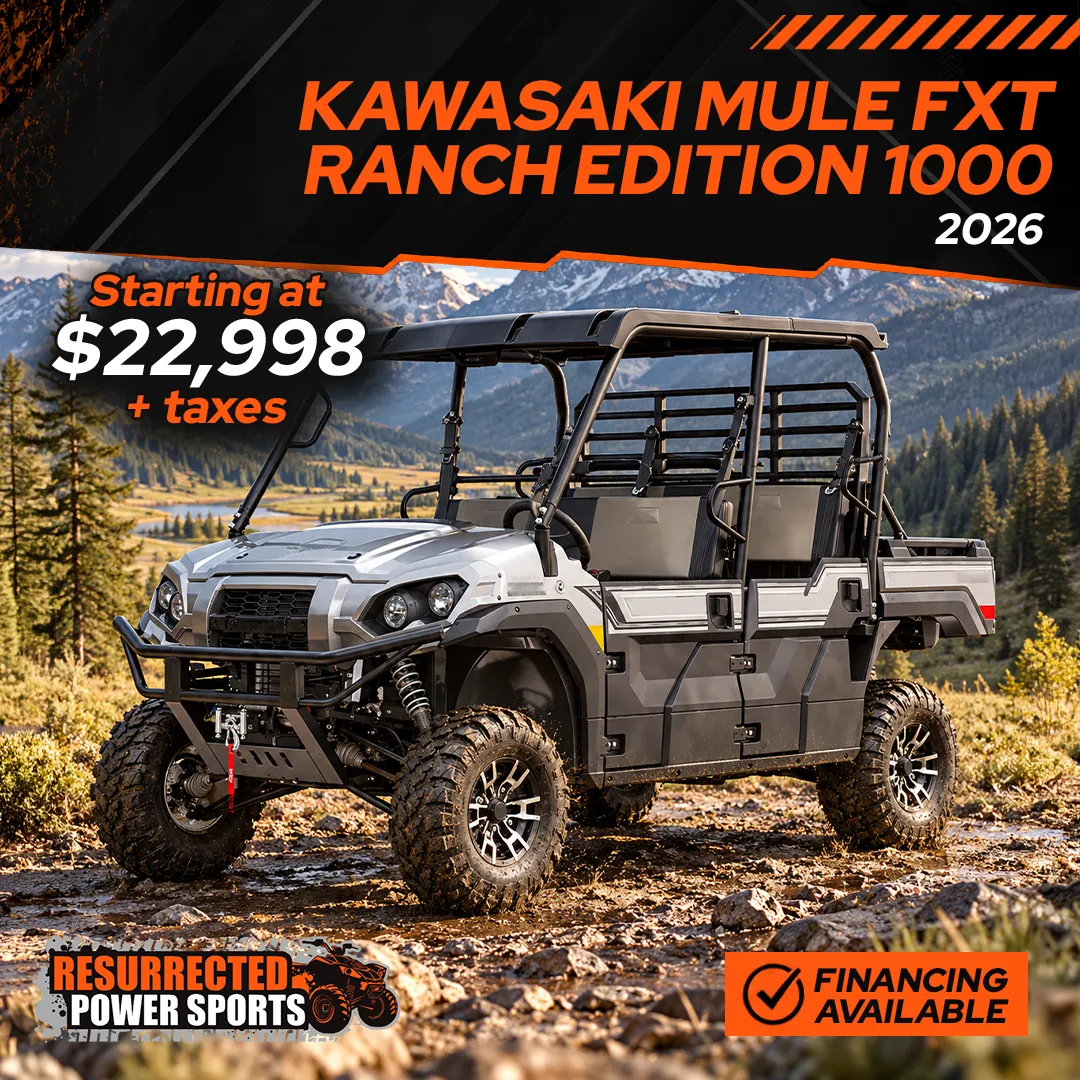 KAWASAKI MULE FXT
RANCH EDITION 1000
2026
Starting at
$22,998
+ taxes
RESURRECTED
POWER SPORTS
FINANCING
AVAILABLE